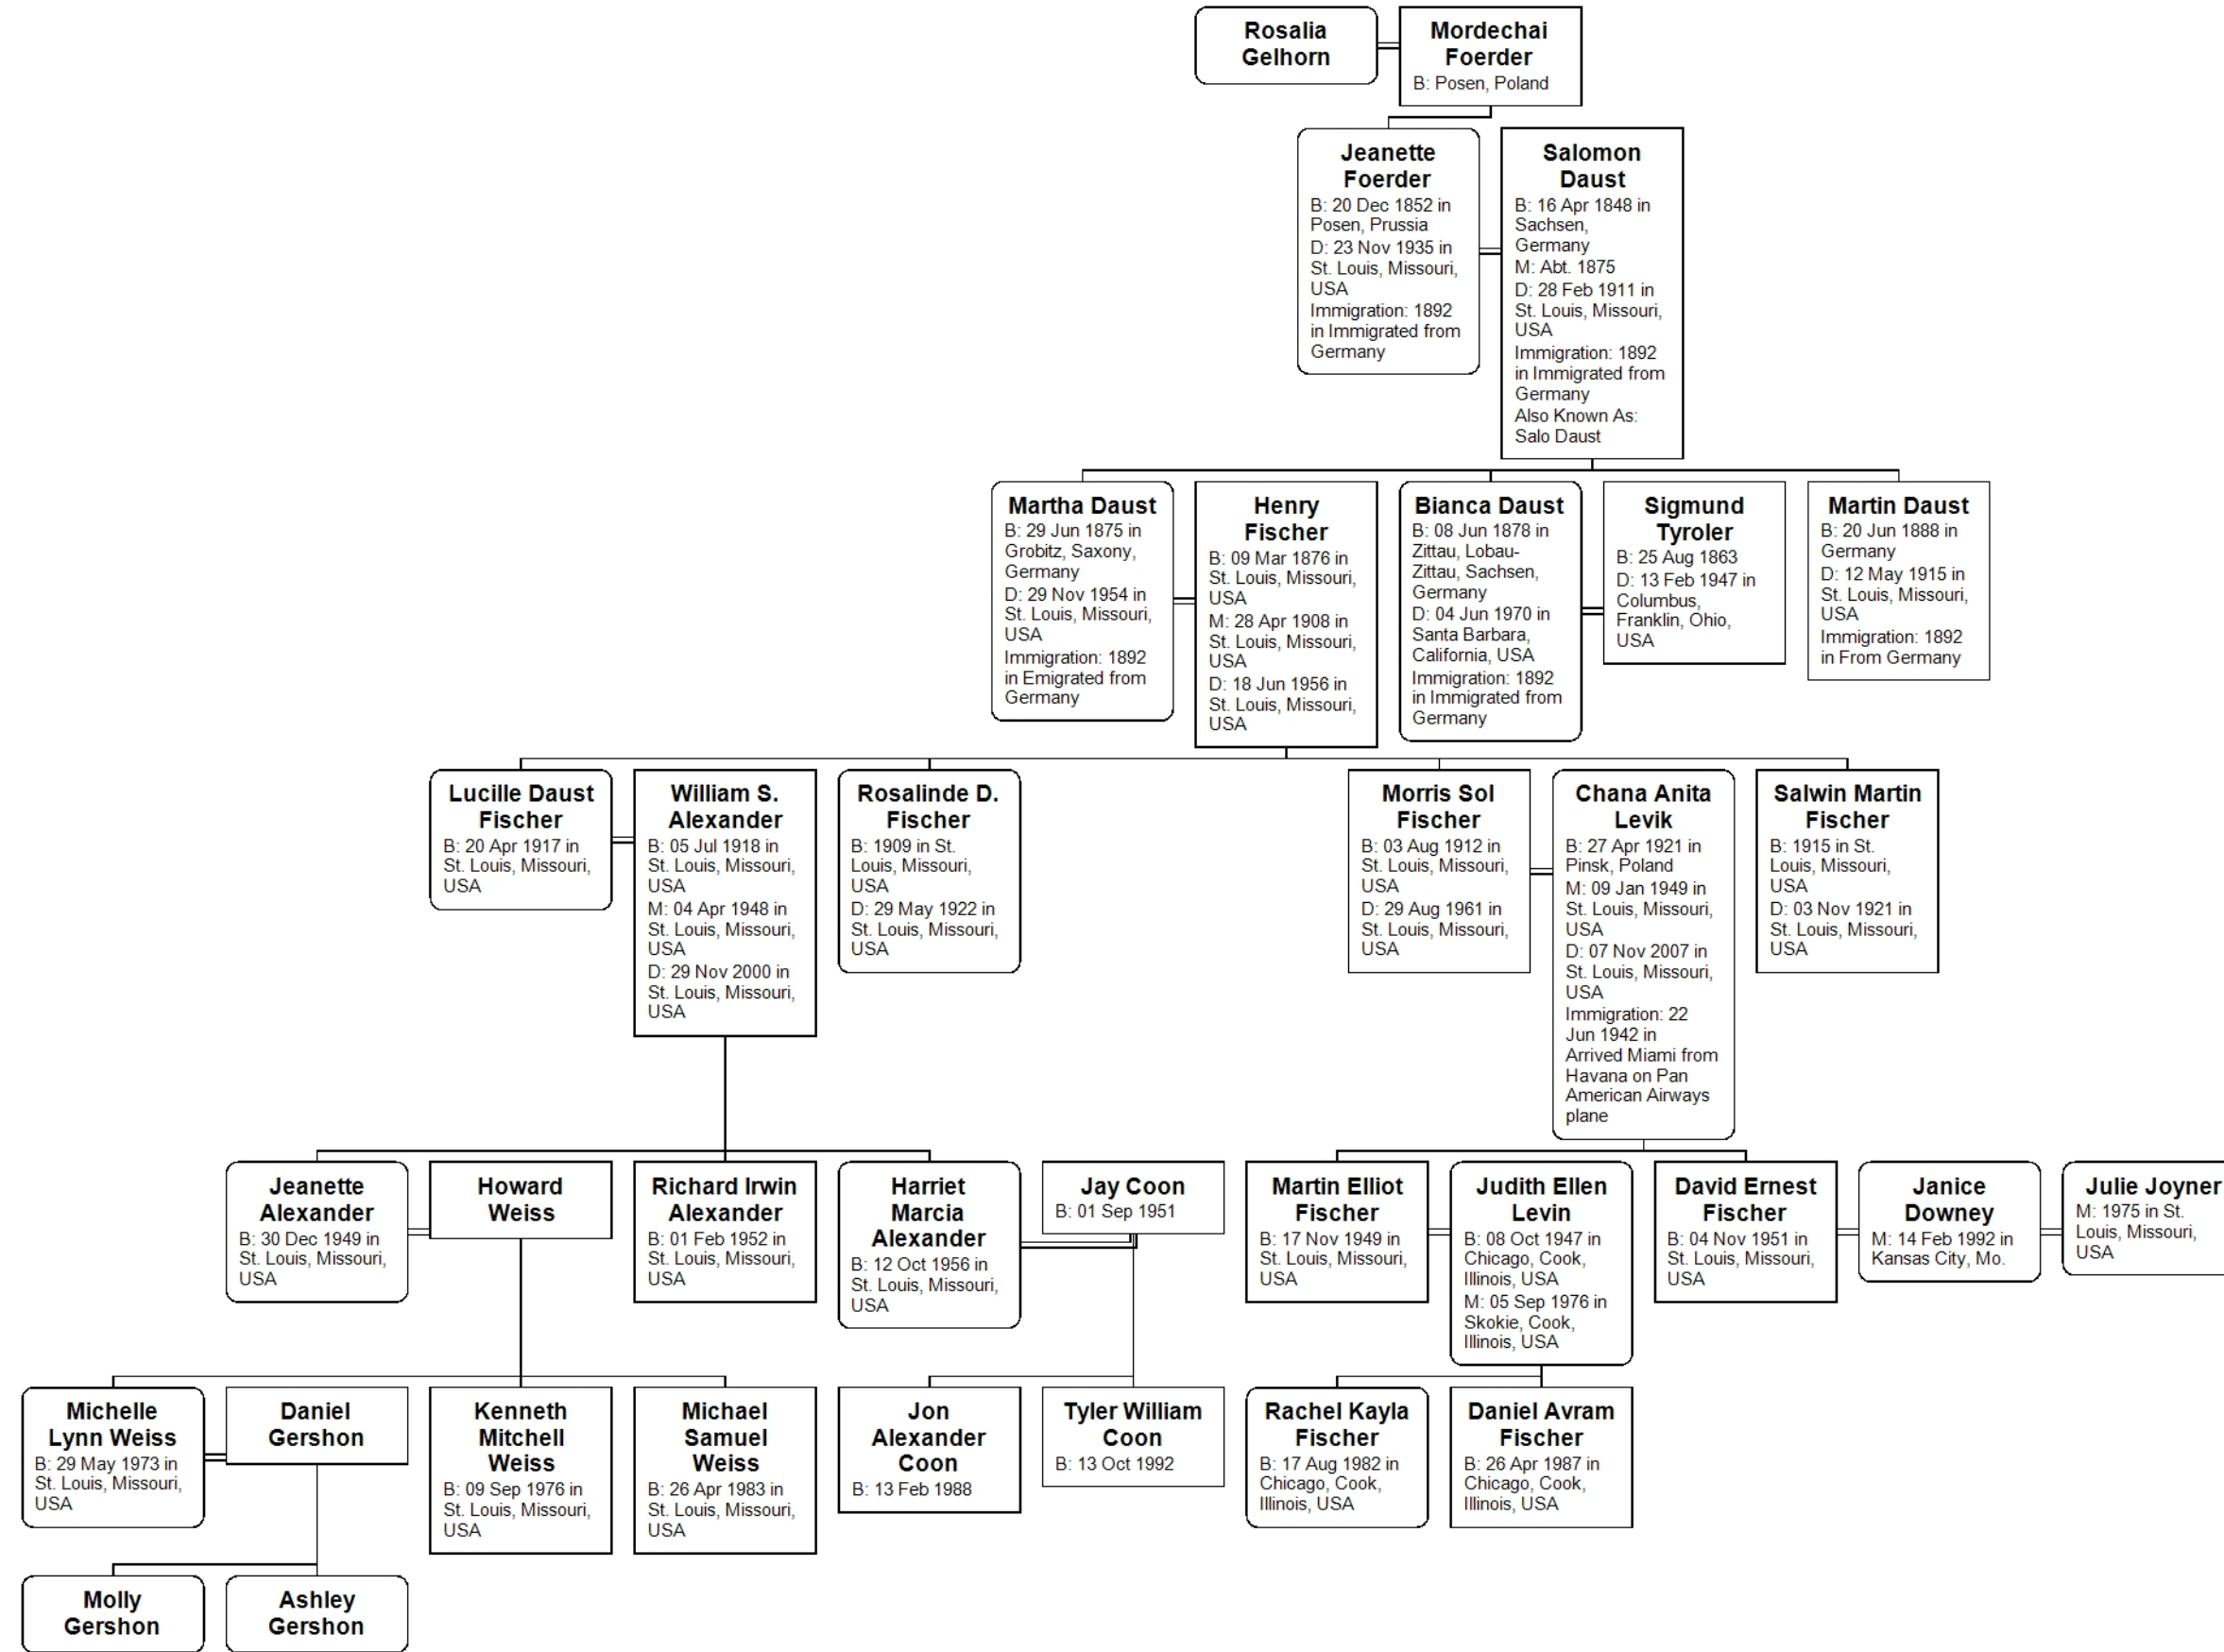 Rosalia
Gelhorn
Mordechai
Foerder
B: Posen, Poland
Jeanette
Foerder
B: 20 Dec 1852 in
Posen, Prussia
D: 23 Nov 1935 in
St. Louis, Missouri,
USA
Immigration: 1892
in Immigrated from
Germany
Salomon
Daust
B: 16 Apr 1848 in
Sachsen,
Germany
M: Abt. 1875
D: 28 Feb 1911 in
St. Louis, Missouri,
USA
Immigration: 1892
in Immigrated from
Germany
Also Known As:
Salo Daust
Martha Daust
B: 29 Jun 1875 in
Grobitz, Saxony,
Germany
D: 29 Nov 1954 in
St. Louis, Missouri,
USA
Immigration: 1892
in Emigrated from
Germany
Henry
Fischer
B: 09 Mar 1876 in
St. Louis, Missouri,
USA
M: 28 Apr 1908 in
St. Louis, Missouri,
USA
D: 18 Jun 1956 in
St. Louis, Missouri,
USA
Bianca Daust
B: 08 Jun 1878 in
Zittau, Lobau-
Zittau, Sachsen,
Germany
D: 04 Jun 1970 in
Santa Barbara,
California, USA
Immigration: 1892
in Immigrated from
Germany
Sigmund
Tyroler
B: 25 Aug 1863
D: 13 Feb 1947 in
Columbus,
Franklin, Ohio,
USA
Martin Daust
B: 20 Jun 1888 in
Germany
D: 12 May 1915 in
St. Louis, Missouri,
USA
Immigration: 1892
in From Germany
Lucille Daust
Fischer
B: 20 Apr 1917 in
St. Louis, Missouri,
USA
William S.
Alexander
B: 05 Jul 1918 in
St. Louis, Missouri,
USA
M: 04 Apr 1948 in
St. Louis, Missouri,
USA
D: 29 Nov 2000 in
St. Louis, Missouri,
USA
Rosalinde D.
Fischer
B: 1909 in St.
Louis, Missouri,
USA
D: 29 May 1922 in
St. Louis, Missouri,
USA
Morris Sol
Fischer
B: 03 Aug 1912 in
St. Louis, Missouri,
USA
D: 29 Aug 1961 in
St. Louis, Missouri,
USA
Chana Anita
Levik
B: 27 Apr 1921 in
Pinsk, Poland
M: 09 Jan 1949 in
St. Louis, Missouri,
USA
D: 07 Nov 2007 in
St. Louis, Missouri,
USA
Immigration: 22
Jun 1942 in
Arrived Miami from
Havana on Pan
American Airways
plane
Salwin Martin
Fischer
B: 1915 in St.
Louis, Missouri,
USA
D: 03 Nov 1921 in
St. Louis, Missouri,
USA
Jeanette
Alexander
B: 30 Dec 1949 in
St. Louis, Missouri,
USA
Howard
Weiss
Richard Irwin
Alexander
B: 01 Feb 1952 in
St. Louis, Missouri,
USA
Harriet
Marcia
Alexander
B: 12 Oct 1956 in
St. Louis, Missouri,
USA
Jay Coon
B: 01 Sep 1951
Martin Elliot
Fischer
B: 17 Nov 1949 in
St. Louis, Missouri,
USA
Judith Ellen
Levin
B: 08 Oct 1947 in
Chicago, Cook,
Illinois, USA
M: 05 Sep 1976 in
Skokie, Cook,
Illinois, USA
David Ernest
Fischer
B: 04 Nov 1951 in
St. Louis, Missouri,
USA
Janice
Downey
M: 14 Feb 1992 in
Kansas City, Mo.
Julie Joyner
M: 1975 in St.
Louis, Missouri,
USA
Michelle
Lynn Weiss
B: 29 May 1973 in
St. Louis, Missouri,
USA
Daniel
Gershon
Kenneth
Mitchell
Weiss
B: 09 Sep 1976 in
St. Louis, Missouri,
USA
Michael
Samuel
Weiss
B: 26 Apr 1983 in
St. Louis, Missouri,
USA
Jon
Alexander
Coon
B: 13 Feb 1988
Tyler William
Coon
B: 13 Oct 1992
Rachel Kayla
Fischer
B: 17 Aug 1982 in
Chicago, Cook,
Illinois, USA
Daniel Avram
Fischer
B: 26 Apr 1987 in
Chicago, Cook,
Illinois, USA
Molly
Gershon
Ashley
Gershon